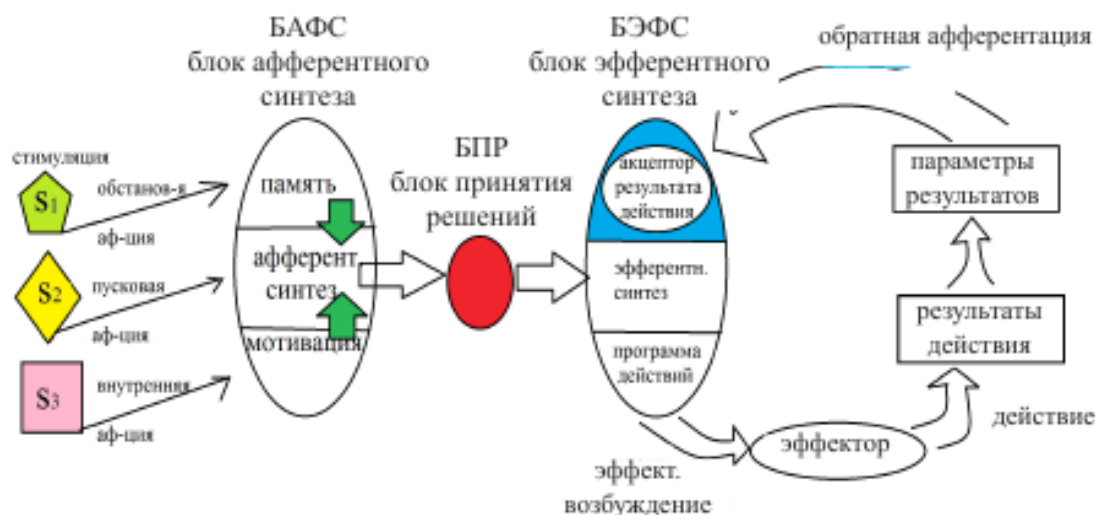 БАФС
блок афферентного
синтеза
БЭФС
блок эфферентного
синтеза
обратная афферентация
БПР
блок принятия
решений
стимуляция
S1
обстанов-я
аф-ция
S2
пусковая
аф-ция
S3
внутренняя
аф-ция
память
афферент.
синтез
мотивация
акцептор
результата
действия
эфферентн.
синтез
программа
действий
параметры
результатов
результаты
действия
действие
эффектор
эффект.
возбуждение